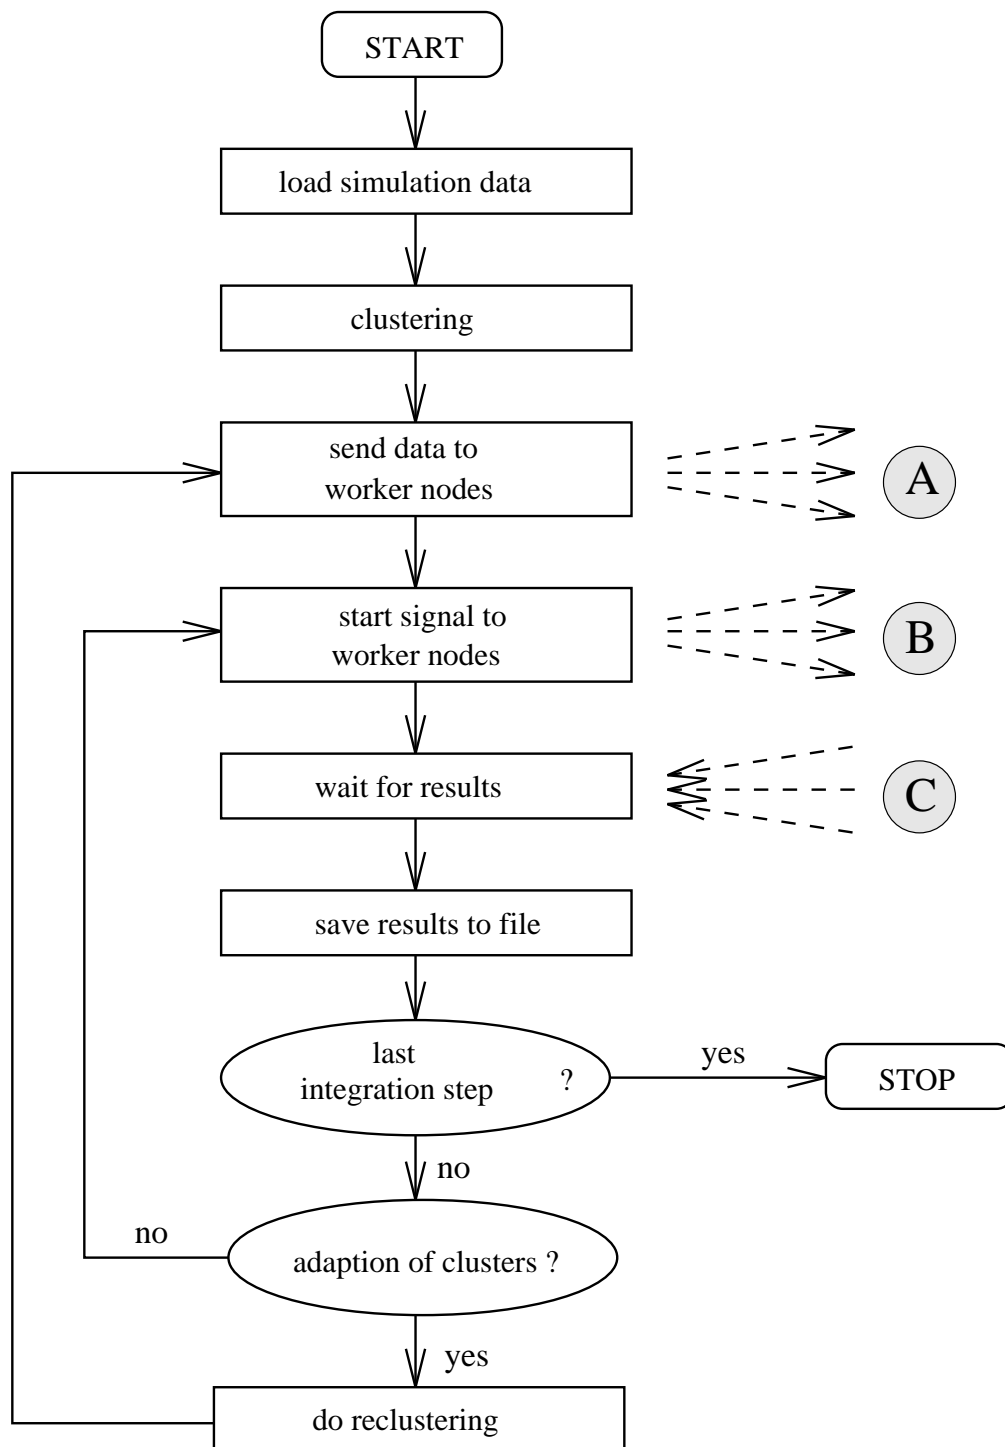 START
load simulation data
clustering
send data to
worker nodes
A
start signal to
worker nodes
B
wait for results
C
save results to file
last
integration step ?
yes
STOP
no
no
adaption of clusters ?
yes
do reclustering